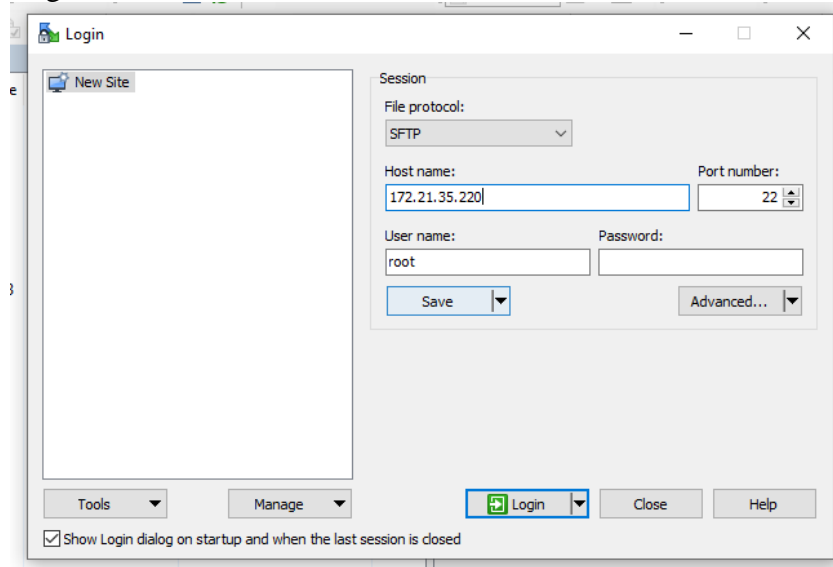 Login
New Site
Session
File protocol:
SFTP
Host name:
Port number:
172.21.35.220
22
User name:
Password:
root
Save
Advanced...
Tools
Manage
Login
Close
Help
Show Login dialog on startup and when the last session is closed